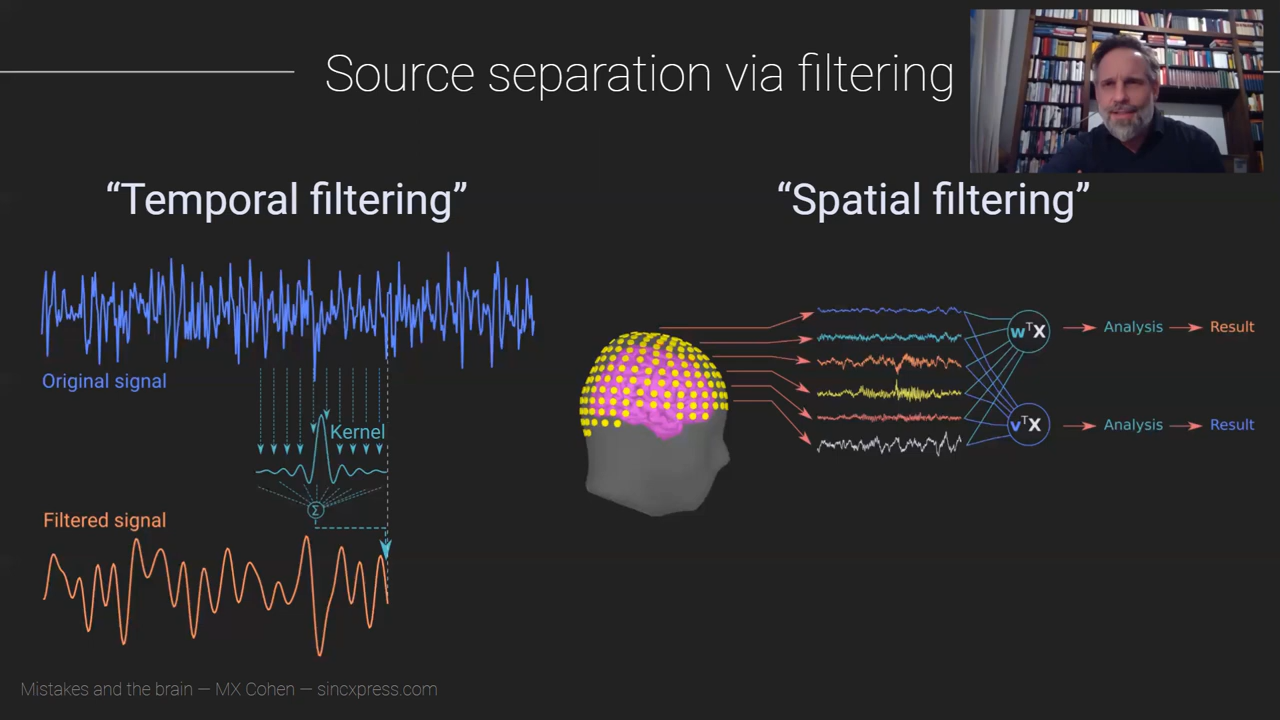 Source separation via filtering
“Temporal filtering”
“Spatial filtering”
Original signal
Kernel
Σ
Filtered signal
wᵀX
Analysis
Result
vᵀX
Analysis
Result
Mistakes and the brain — MX Cohen — sincxpress.com